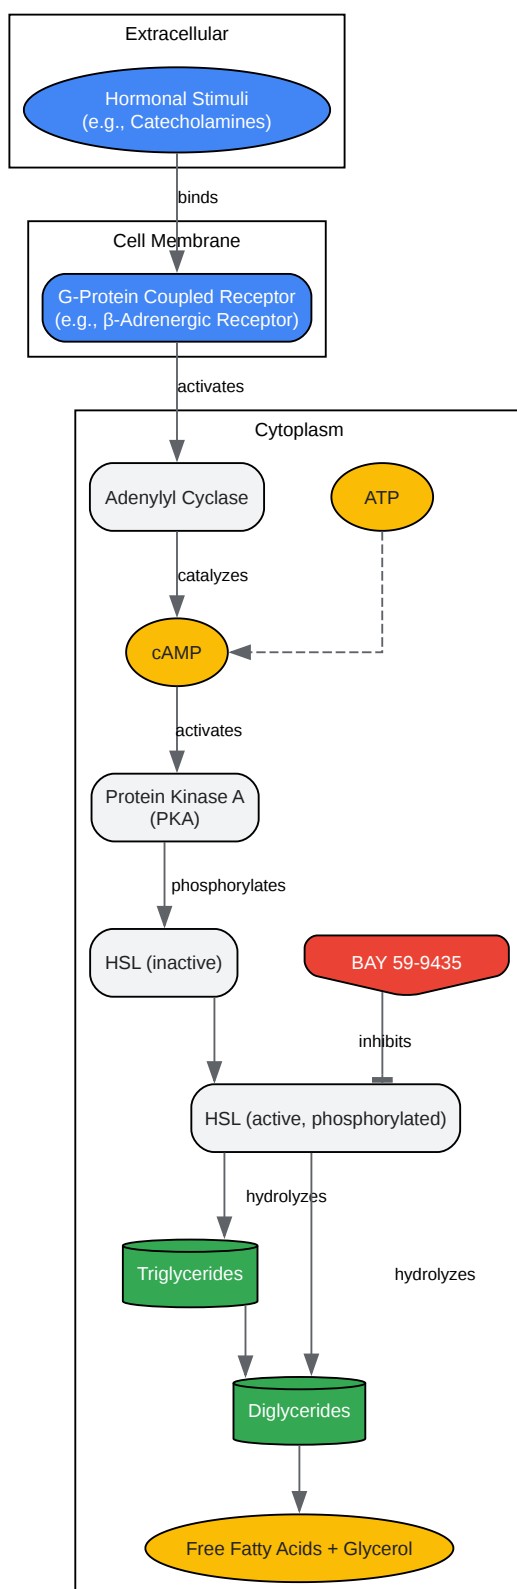 Extracellular
Hormonal Stimuli
(e.g., Catecholamines)
binds
Cell Membrane
G-Protein Coupled Receptor
(e.g., β-Adrenergic Receptor)
activates
Cytoplasm
Adenylyl Cyclase
ATP
catalyzes
cAMP
activates
Protein Kinase A
(PKA)
phosphorylates
HSL (inactive)
BAY 59-9435
inhibits
HSL (active, phosphorylated)
hydrolyzes
Triglycerides
hydrolyzes
Diglycerides
Free Fatty Acids + Glycerol